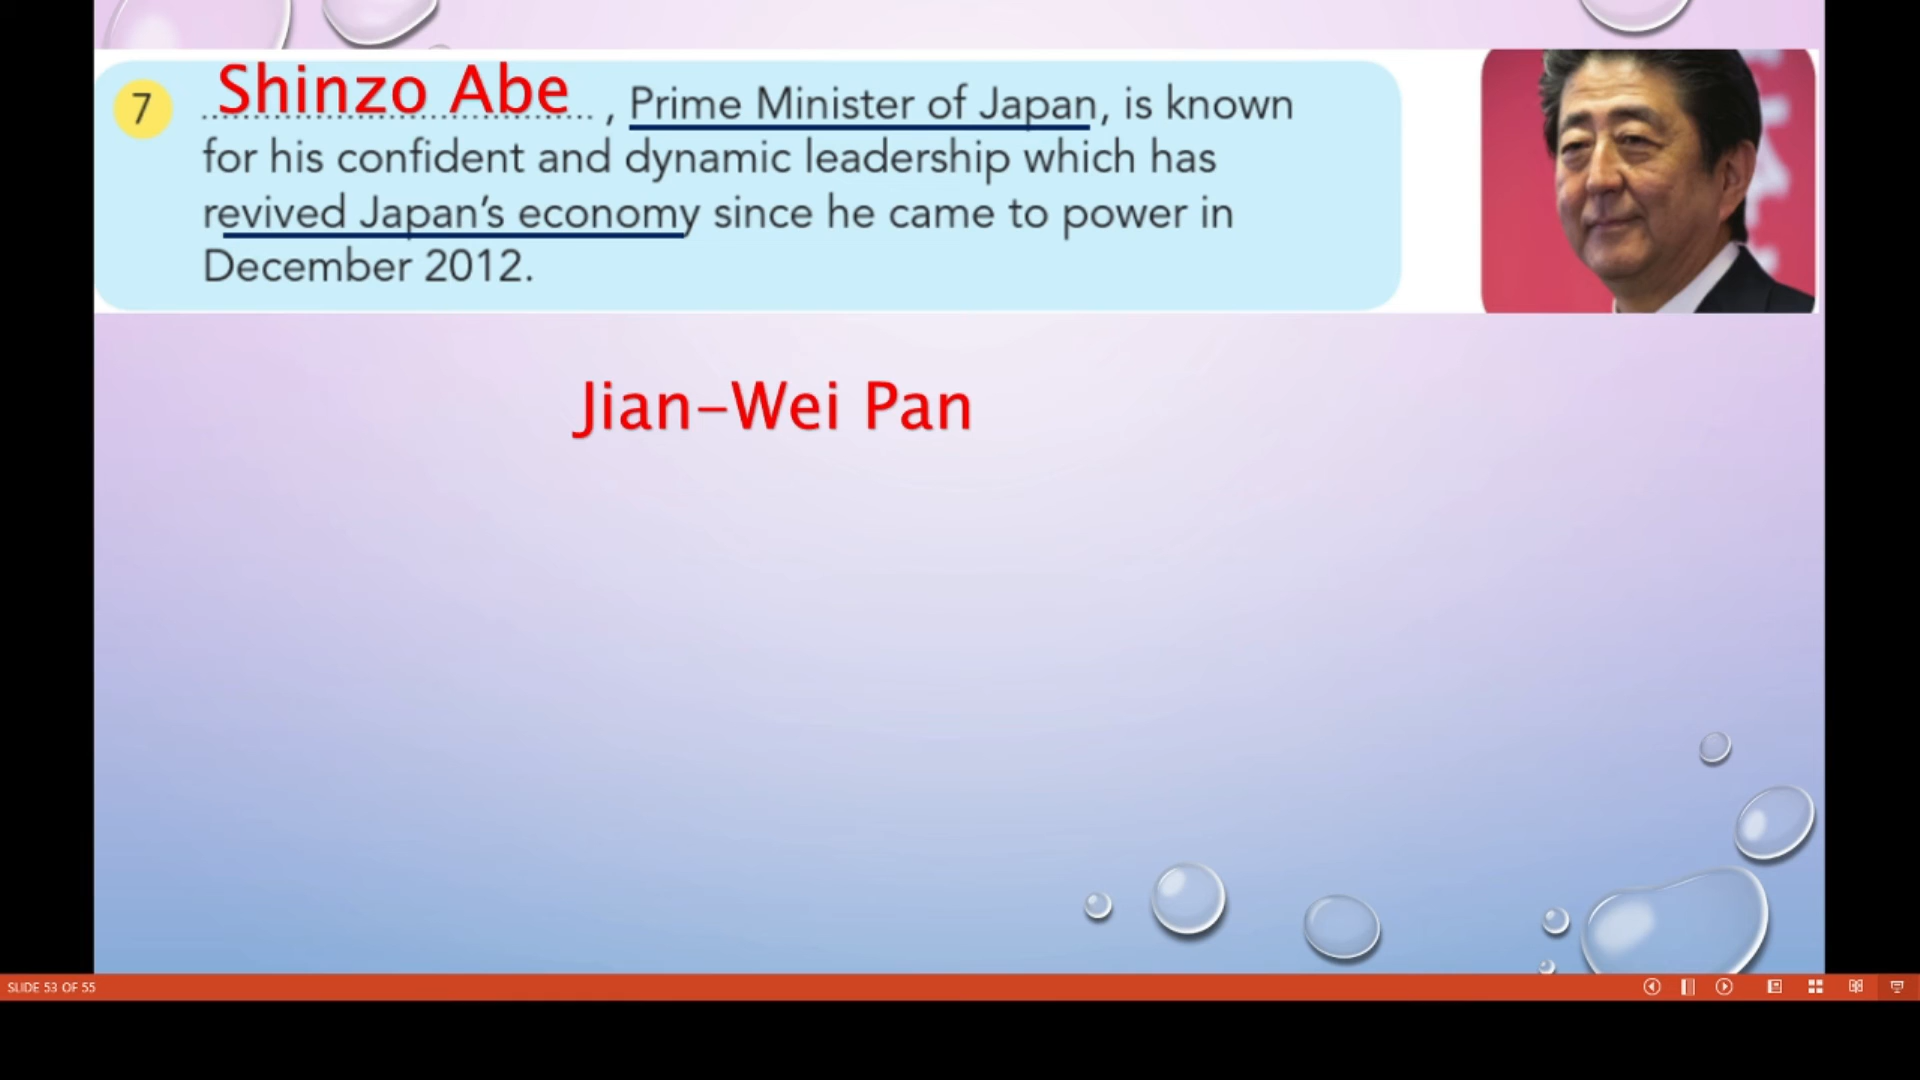 Shinzo Abe
7 , Prime Minister of Japan, is known
for his confident and dynamic leadership which has
revived Japan’s economy since he came to power in
December 2012.
Jian-Wei Pan
SLIDE 53 OF 55